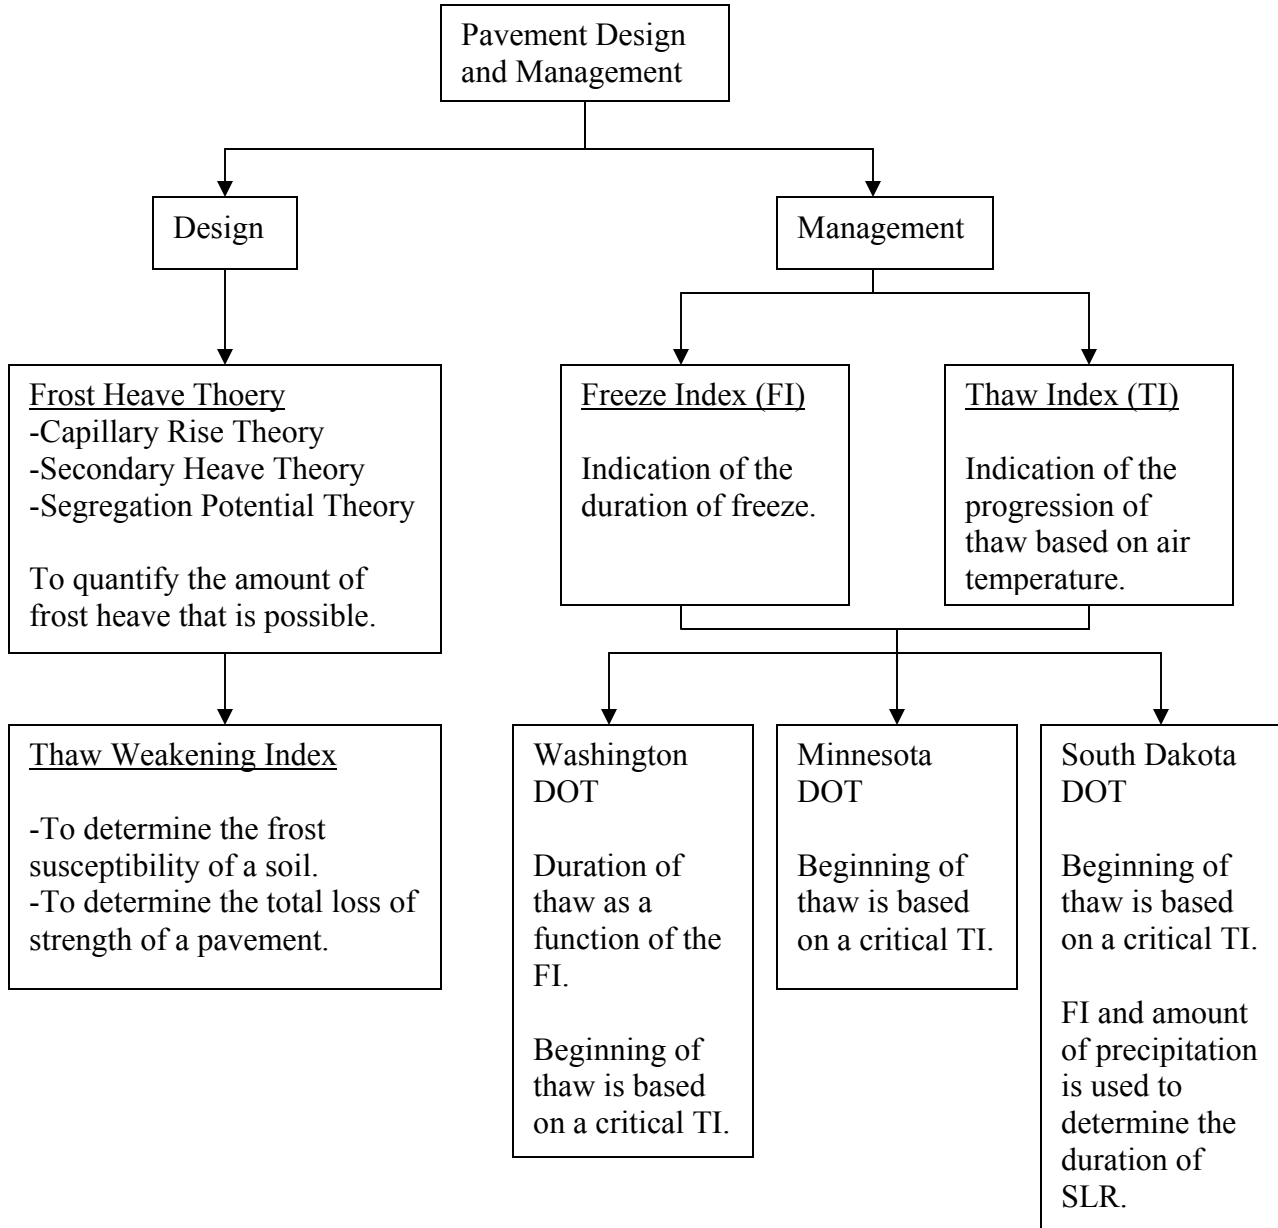 Pavement Design
and Management
Design
Management
Frost Heave Thoery
-Capillary Rise Theory
-Secondary Heave Theory
-Segregation Potential Theory
To quantify the amount of
frost heave that is possible.
Freeze Index (FI)
Indication of the
duration of freeze.
Thaw Index (TI)
Indication of the
progression of
thaw based on air
temperature.
Thaw Weakening Index
-To determine the frost
susceptibility of a soil.
-To determine the total loss of
strength of a pavement.
Washington
DOT
Duration of
thaw as a
function of the
FI.
Beginning of
thaw is based
on a critical TI.
Minnesota
DOT
Beginning of
thaw is based
on a critical TI.
South Dakota
DOT
Beginning of
thaw is based
on a critical TI.
FI and amount
of precipitation
is used to
determine the
duration of
SLR.